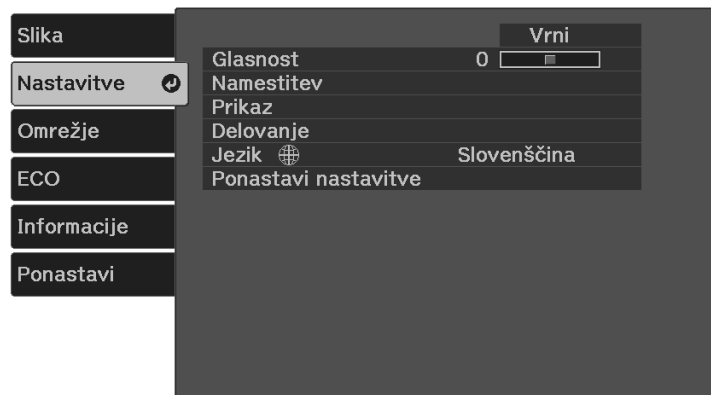 Slika
Nastavitve
Omrežje
ECO
Informacije
Ponastavi
Vrni
Glasnost 0
Namestitev
Prikaz
Delovanje
Jezik Slovenščina
Ponastavi nastavitve